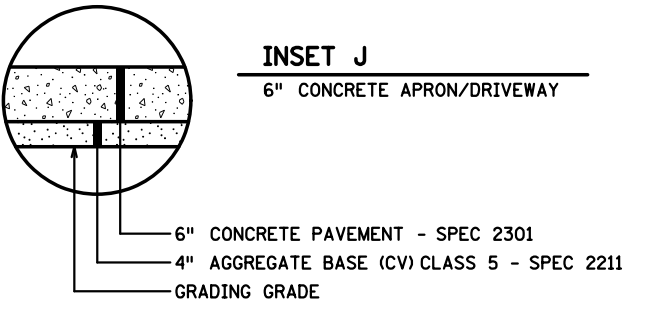 INSET J
6" CONCRETE APRON/DRIVEWAY
6" CONCRETE PAVEMENT - SPEC 2301
4" AGGREGATE BASE (CV) CLASS 5 - SPEC 2211
GRADING GRADE